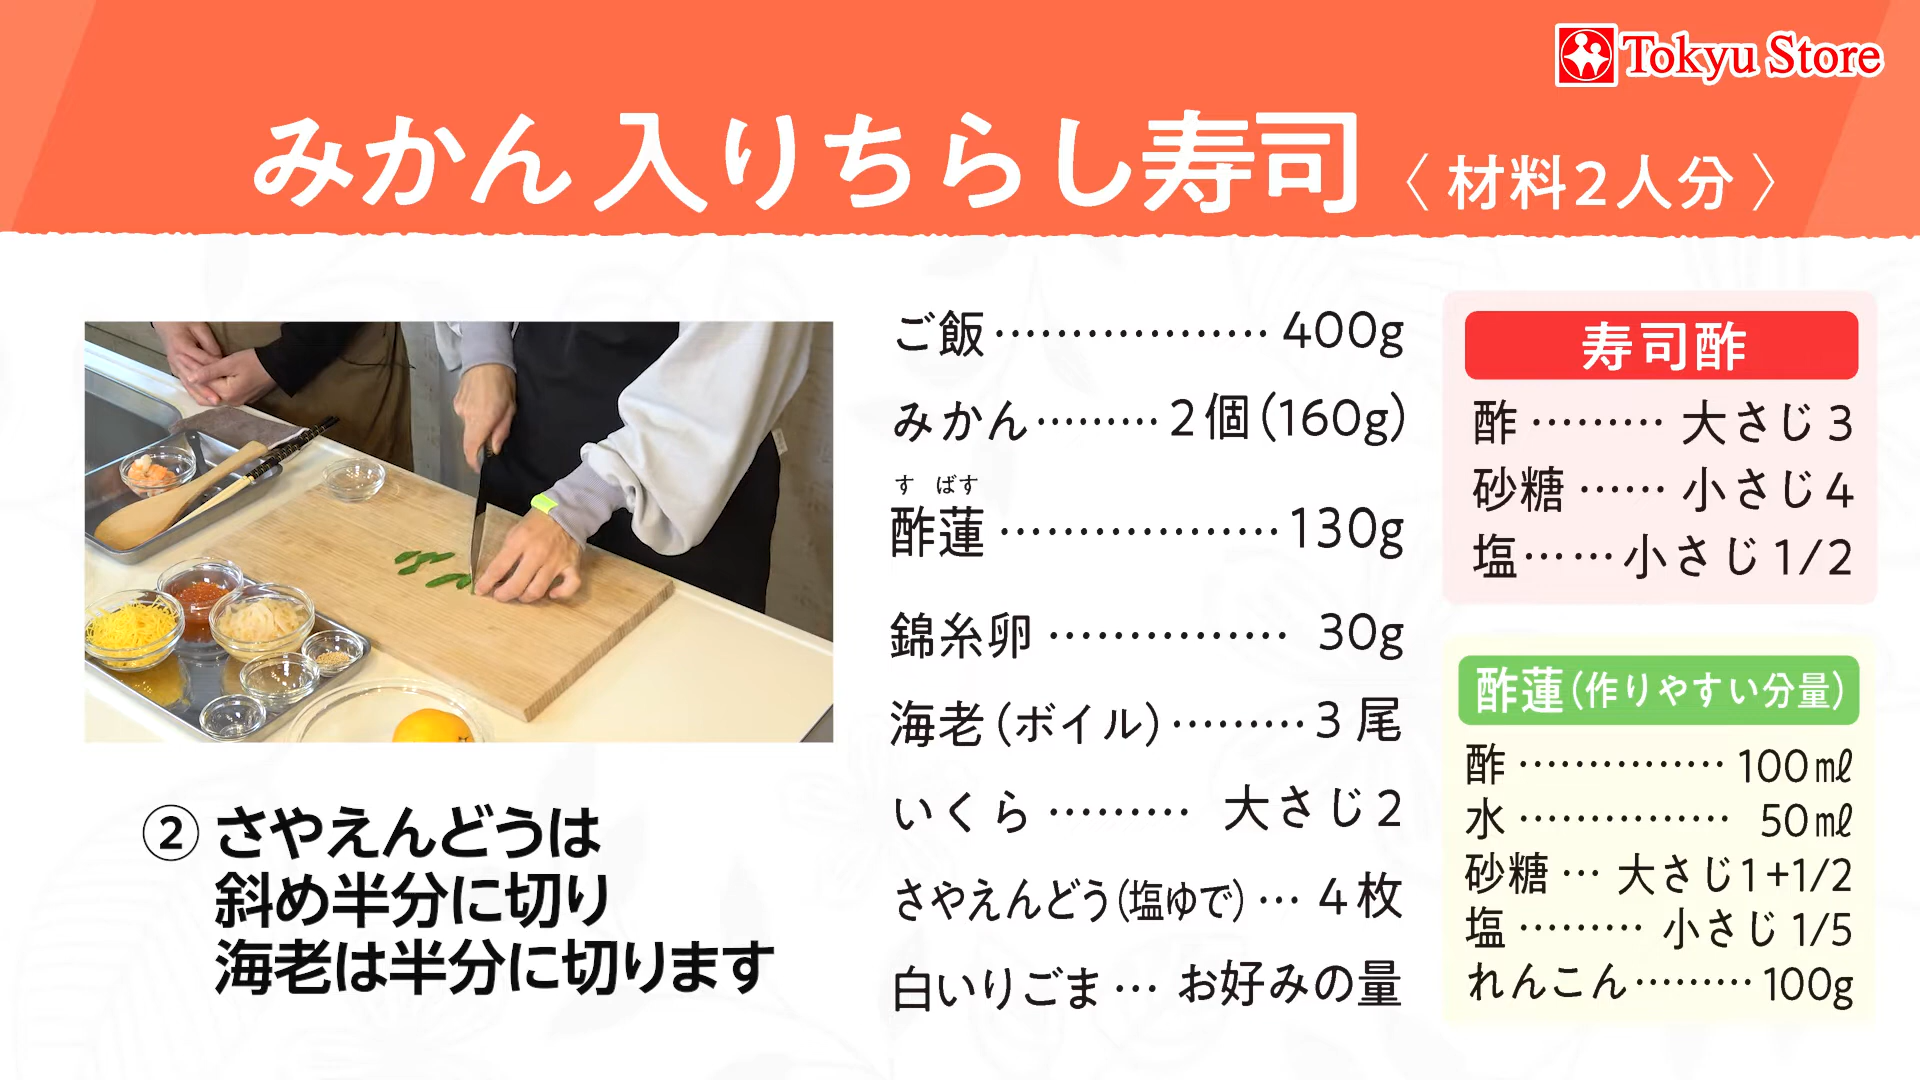 Tokyu Store
みかん入りちらし寿司〈材料2人分〉
ご飯………………400g
みかん………2個(160g)
す ばす
酢蓮………………130g
錦糸卵……………30g
海老(ボイル)………3尾
いくら………大さじ2
さやえんどう(塩ゆで)…4枚
白いりごま…お好みの量
寿司酢
酢………大さじ3
砂糖……小さじ4
塩……小さじ1/2
酢蓮(作りやすい分量)
酢……………100㎖
水……………50㎖
砂糖…大さじ1+1/2
塩………小さじ1/5
れんこん………100g
②さやえんどうは
斜め半分に切り
海老は半分に切ります